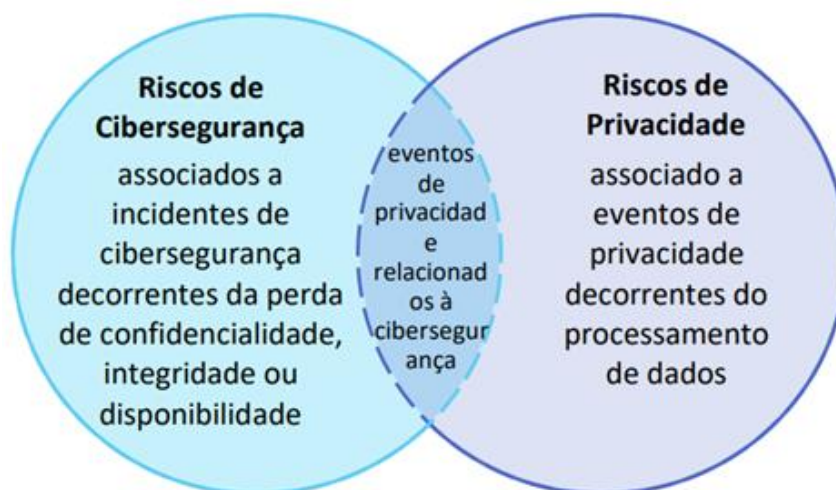 Riscos de
Cibersegurança
associados a
incidentes de
cibersegurança
decorrentes da perda
de confidencialidade,
integridade ou
disponibilidade
eventos
de
privacidad
e
relacionad
os à
cibersegur
ança
Riscos de
Privacidade
associado a
eventos de
privacidade
decorrentes do
processamento
de dados